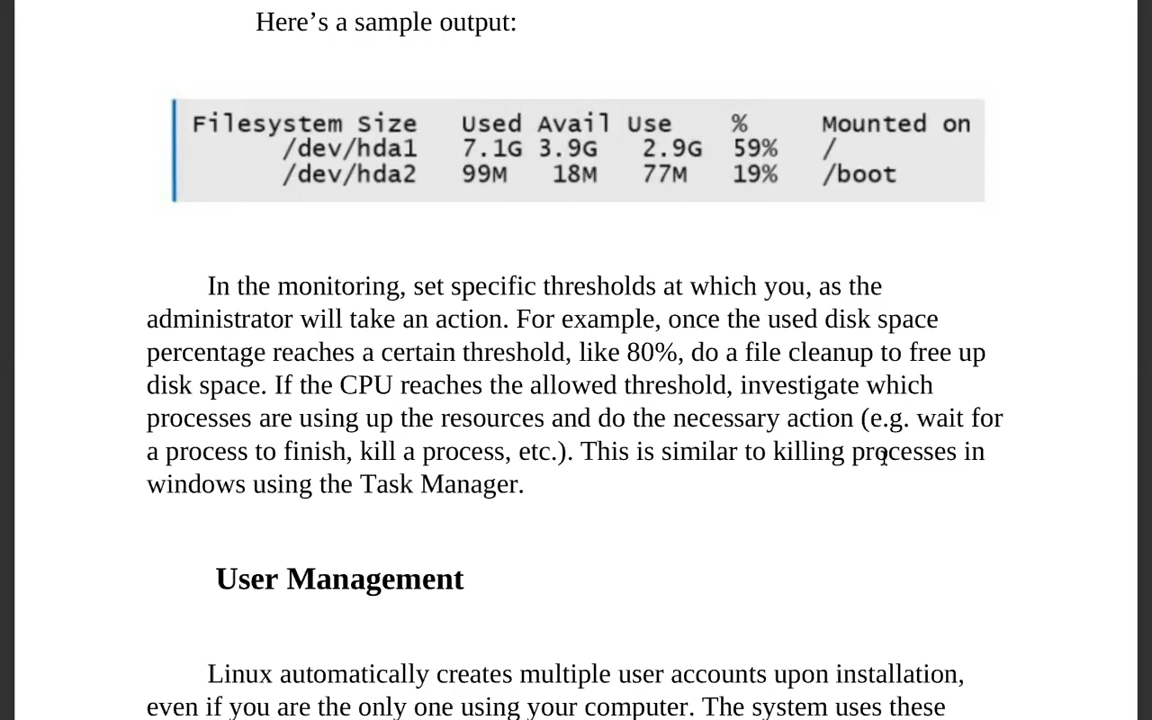 Here’s a sample output:
Filesystem Size Used Avail Use % Mounted on
/dev/hda1 7.1G 3.9G 2.9G 59% /
/dev/hda2 99M 18M 77M 19% /boot
In the monitoring, set specific thresholds at which you, as the
administrator will take an action. For example, once the used disk space
percentage reaches a certain threshold, like 80%, do a file cleanup to free up
disk space. If the CPU reaches the allowed threshold, investigate which
processes are using up the resources and do the necessary action (e.g. wait for
a process to finish, kill a process, etc.). This is similar to killing processes in
windows using the Task Manager.
User Management
Linux automatically creates multiple user accounts upon installation,
even if you are the only one using your computer. The system uses these